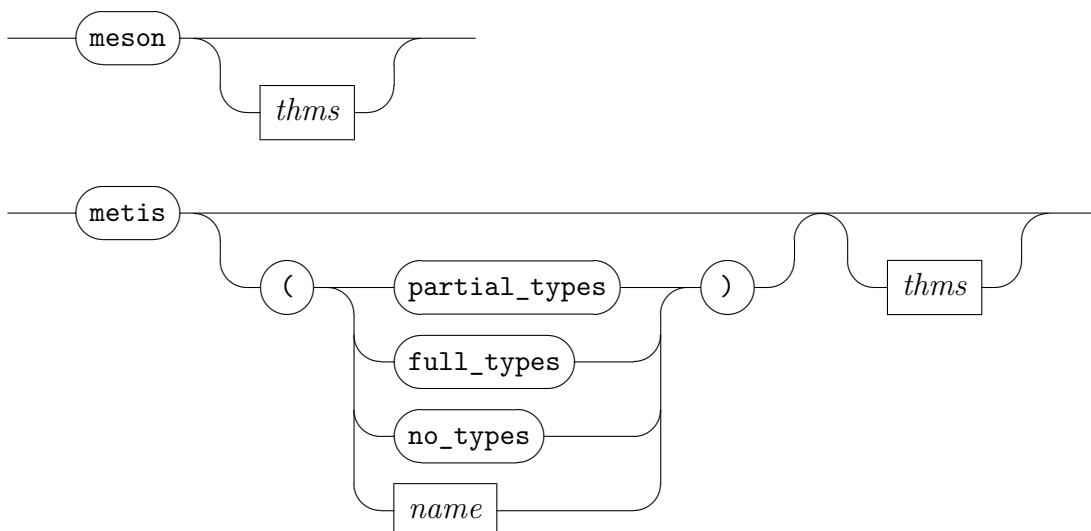 meson
thms
metis
( partial_types ) thms
full_types
no_types
name